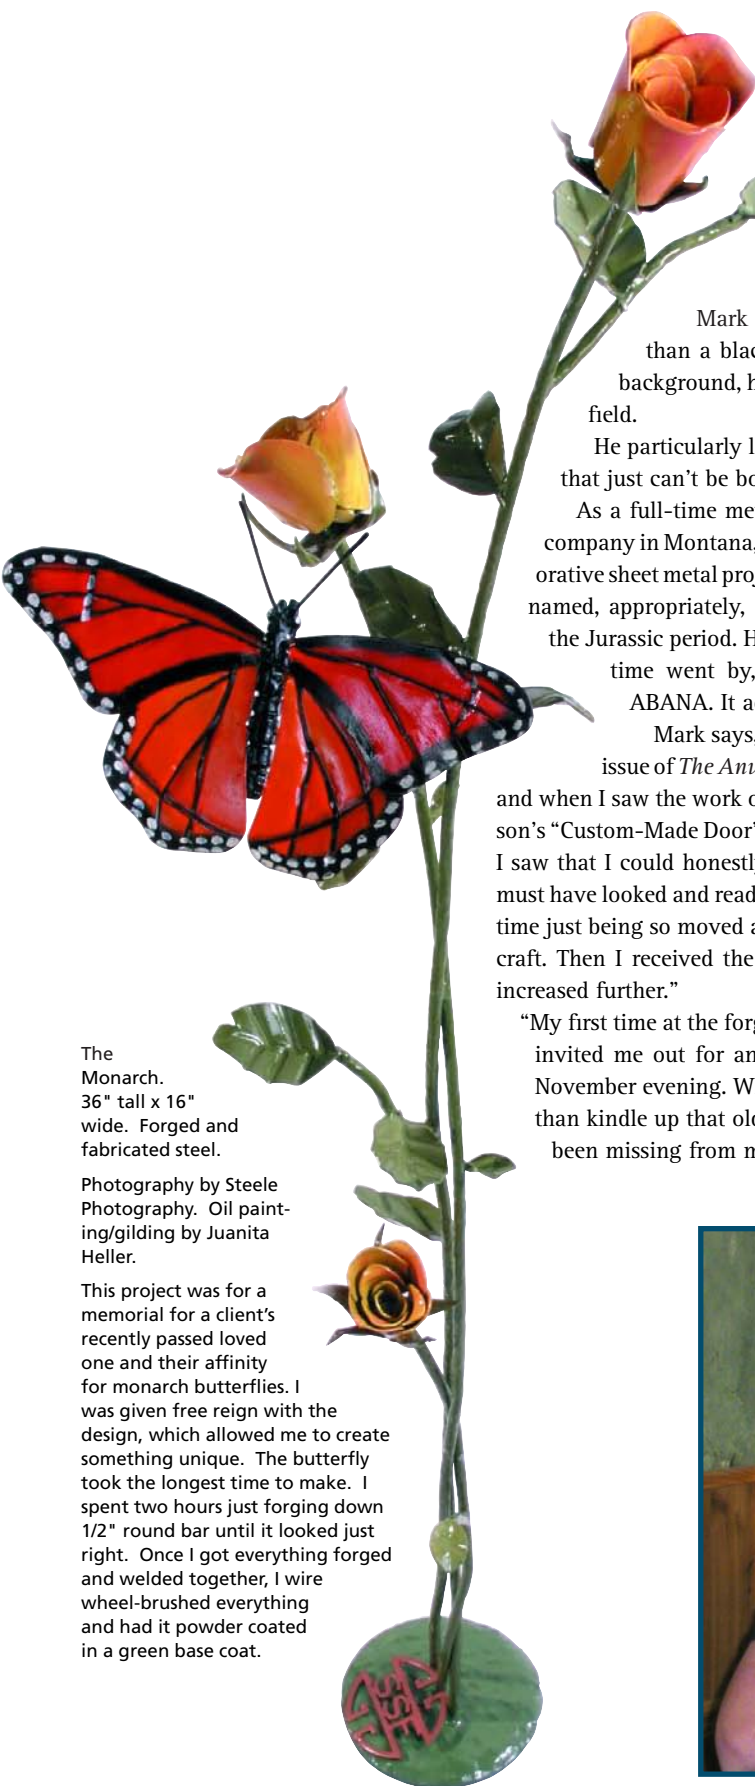 Mark
than a
background,
field.
He particularly
that just can’t be
As a full-time
company in Montana,
orative sheet metal
named, appropriately,
the Jurassic period.
time went by,
ABANA. It
Mark says,
issue of The
and when I saw the work
son’s “Custom-Made Door”
I saw that I could
must have looked and read
time just being so moved
craft. Then I received the
increased further.”
“My first time at the
invited me out for an
November evening.
than kindle up that
been missing from
The
Monarch.
36" tall x 16"
wide. Forged and
fabricated steel.
Photography by Steele
Photography. Oil paint-
ing/gilding by Juanita
Heller.
This project was for a
memorial for a client’s
recently passed loved
one and their affinity
for monarch butterflies. I
was given free reign with the
design, which allowed me to create
something unique. The butterfly
took the longest time to make. I
spent two hours just forging down
1/2" round bar until it looked just
right. Once I got everything forged
and welded together, I wire
wheel-brushed everything
and had it powder coated
in a green base coat.